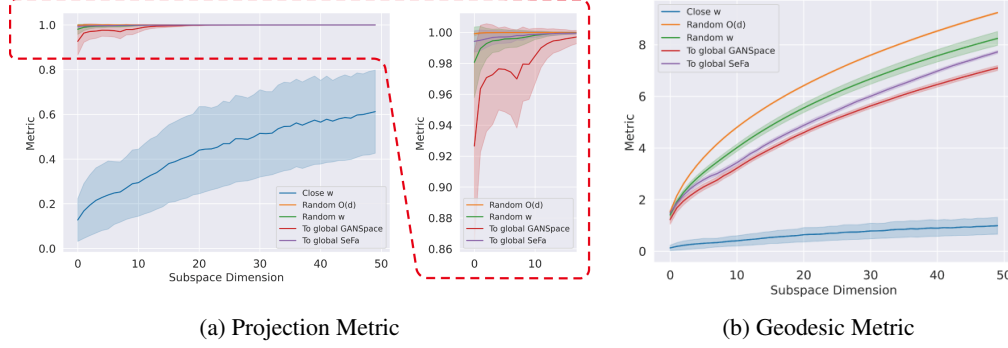 1.0
0.8
0.6
0.4
0.2
0.0
Metric
0
10
20
30
40
50
Subspace Dimension
Close w
Random O(d)
Random w
To global GANSpace
To global SeFa
1.00
0.98
0.96
0.94
0.92
0.90
0.88
0.86
Metric
0
10
Random O(d)
Random w
To global GANSpace
To global SeFa
(a) Projection Metric
Close w
Random O(d)
Random w
To global GANSpace
To global SeFa
8
6
4
2
0
Metric
0
10
20
30
40
50
Subspace Dimension
(b) Geodesic Metric